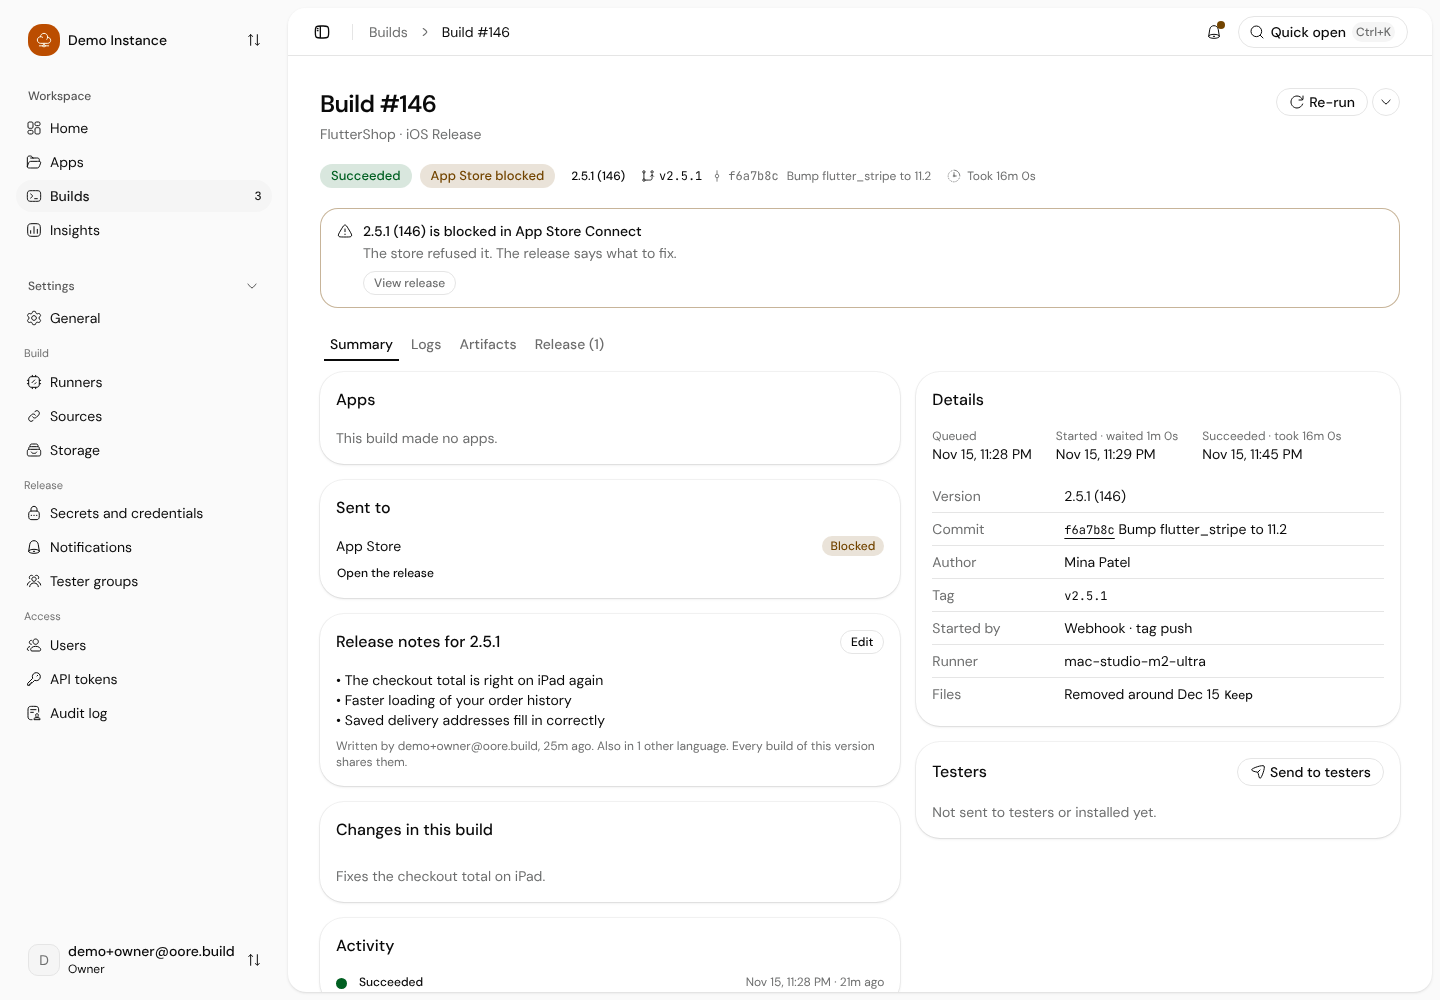 Demo Instance
Workspace
Home
Apps
Builds 3
Insights
Settings
General
Build
Runners
Sources
Storage
Release
Secrets and credentials
Notifications
Tester groups
Access
Users
API tokens
Audit log
D
demo+owner@oore.build
Owner
Builds Build #146
Quick open Ctrl+K
Build #146
Re-run
FlutterShop · iOS Release
Succeeded App Store blocked 2.5.1 (146) v2.5.1 f6a7b8c Bump flutter_stripe to 11.2 Took 16m 0s
2.5.1 (146) is blocked in App Store Connect
The store refused it. The release says what to fix.
View release
Summary Logs Artifacts Release (1)
Apps
This build made no apps.
Sent to
App Store Blocked
Open the release
Release notes for 2.5.1 Edit
• The checkout total is right on iPad again
• Faster loading of your order history
• Saved delivery addresses fill in correctly
Written by demo+owner@oore.build, 25m ago. Also in 1 other language. Every build of this version
shares them.
Changes in this build
Fixes the checkout total on iPad.
Activity
Succeeded Nov 15, 11:28 PM · 21m ago
Details
Queued Started · waited 1m 0s Succeeded · took 16m 0s
Nov 15, 11:28 PM Nov 15, 11:29 PM Nov 15, 11:45 PM
Version 2.5.1 (146)
Commit f6a7b8c Bump flutter_stripe to 11.2
Author Mina Patel
Tag v2.5.1
Started by Webhook · tag push
Runner mac-studio-m2-ultra
Files Removed around Dec 15 Keep
Testers Send to testers
Not sent to testers or installed yet.